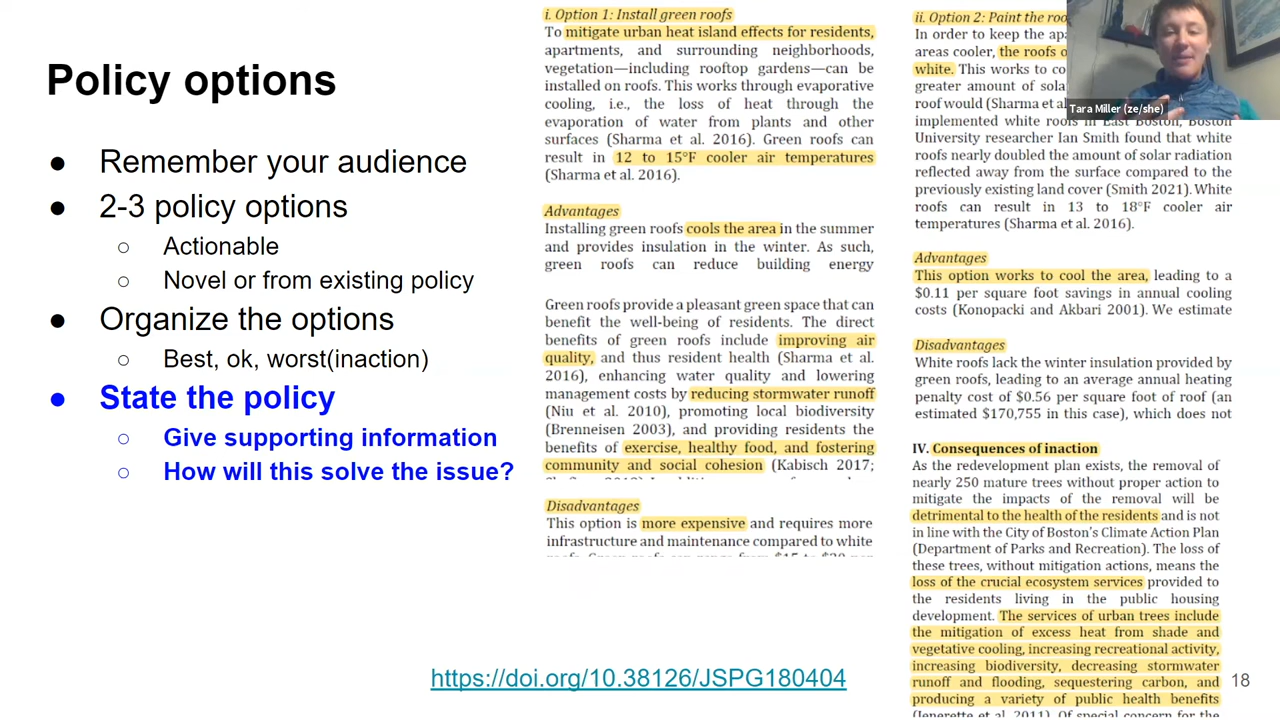 Policy options
● Remember your audience
● 2-3 policy options
○ Actionable
○ Novel or from existing policy
● Organize the options
○ Best, ok, worst(inaction)
● State the policy
○ Give supporting information
○ How will this solve the issue?
i. Option 1: Install green roofs
To mitigate urban heat island effects for residents,
apartments, and surrounding neighborhoods,
vegetation—including rooftop gardens—can be
installed on roofs. This works through evaporative
cooling, i.e., the loss of heat through the
evaporation of water from plants and other
surfaces (Sharma et al. 2016). Green roofs can
result in 12 to 15°F cooler air temperatures
(Sharma et al. 2016).
Advantages
Installing green roofs cools the area in the summer
and provides insulation in the winter. As such,
green roofs can reduce building energy
Green roofs provide a pleasant green space that can
benefit the well-being of residents. The direct
benefits of green roofs include improving air
quality, and thus resident health (Sharma et al.
2016), enhancing water quality and lowering
management costs by reducing stormwater runoff
(Niu et al. 2010), promoting local biodiversity
(Brenneisen 2003), and providing residents the
benefits of exercise, healthy food, and fostering
community and social cohesion (Kabisch 2017;
Disadvantages
This option is more expensive and requires more
infrastructure and maintenance compared to white
ii. Option 2: Paint the roo
In order to keep the ap
areas cooler, the roofs o
white. This works to co
greater amount of sola
roof would (Sharma et al
implemented white roofs in East Boston, Boston
University researcher Ian Smith found that white
roofs nearly doubled the amount of solar radiation
reflected away from the surface compared to the
previously existing land cover (Smith 2021). White
roofs can result in 13 to 18°F cooler air
temperatures (Sharma et al. 2016).
Advantages
This option works to cool the area, leading to a
$0.11 per square foot savings in annual cooling
costs (Konopacki and Akbari 2001). We estimate
Disadvantages
White roofs lack the winter insulation provided by
green roofs, leading to an average annual heating
penalty cost of $0.56 per square foot of roof (an
estimated $170,755 in this case), which does not
IV. Consequences of inaction
As the redevelopment plan exists, the removal of
nearly 250 mature trees without proper action to
mitigate the impacts of the removal will be
detrimental to the health of the residents and is not
in line with the City of Boston's Climate Action Plan
(Department of Parks and Recreation). The loss of
these trees, without mitigation actions, means the
loss of the crucial ecosystem services provided to
the residents living in the public housing
development. The services of urban trees include
the mitigation of excess heat from shade and
vegetative cooling, increasing recreational activity,
increasing biodiversity, decreasing stormwater
runoff and flooding, sequestering carbon, and
producing a variety of public health benefits
(Jenerette et al. 2011). Of special concern for the
Tara Miller (ze/she)
https://doi.org/10.38126/JSPG180404
18